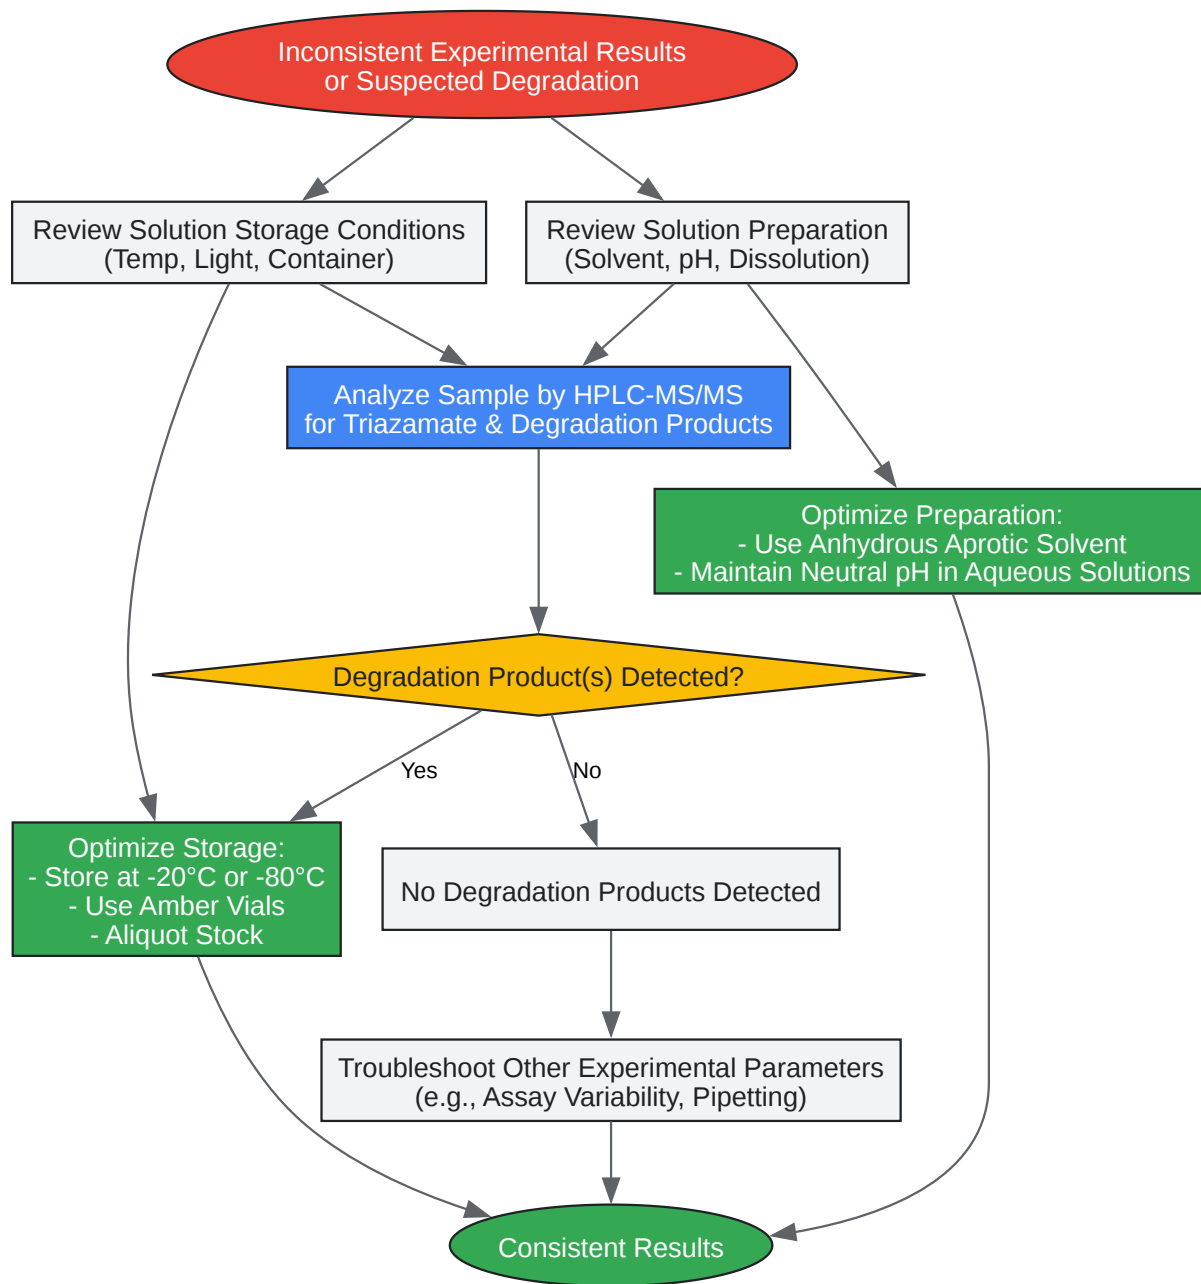 Inconsistent Experimental Results
or Suspected Degradation
Review Solution Storage Conditions
(Temp, Light, Container)
Review Solution Preparation
(Solvent, pH, Dissolution)
Analyze Sample by HPLC-MS/MS
for Triazamate & Degradation Products
Optimize Preparation:
- Use Anhydrous Aprotic Solvent
- Maintain Neutral pH in Aqueous Solutions
Degradation Product(s) Detected?
Yes
No
Optimize Storage:
- Store at -20°C or -80°C
- Use Amber Vials
- Aliquot Stock
No Degradation Products Detected
Troubleshoot Other Experimental Parameters
(e.g., Assay Variability, Pipetting)
Consistent Results